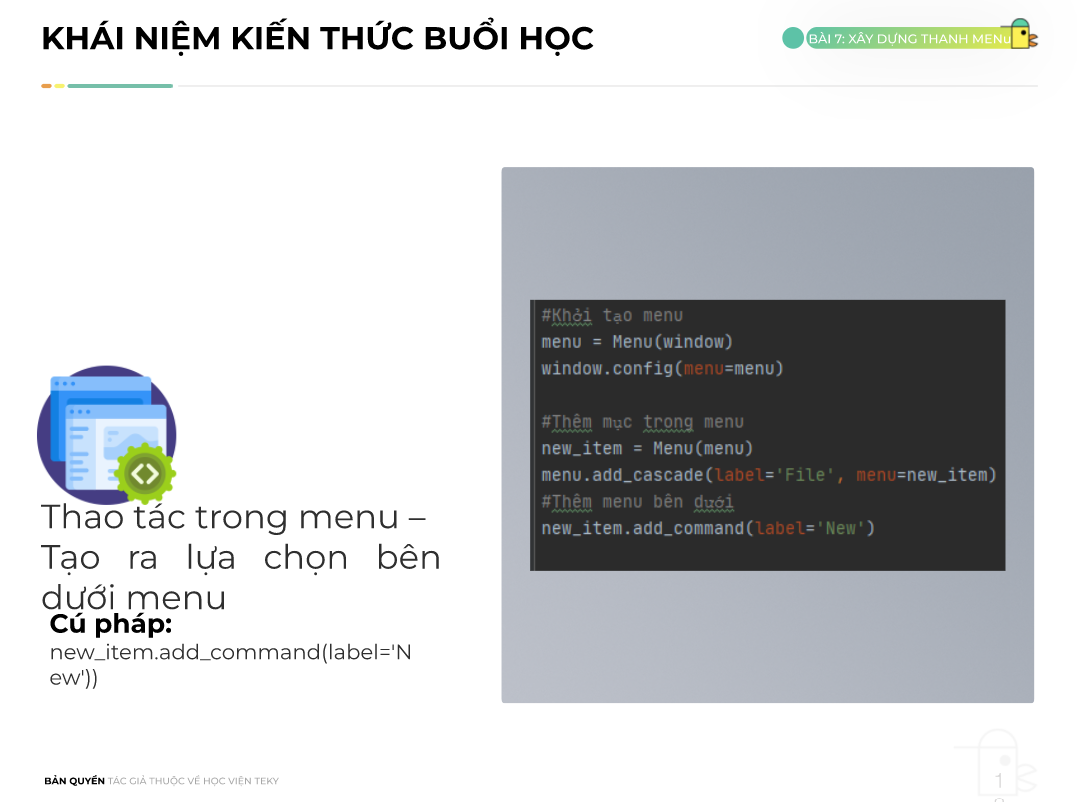 KHÁI NIỆM KIẾN THỨC BUỔI HỌC
BÀI 7: XÂY DỰNG THANH MENU
#Khởi tạo menu
menu = Menu(window)
window.config(menu=menu)
#Thêm mục trong menu
new_item = Menu(menu)
menu.add_cascade(label='File', menu=new_item)
#Thêm menu bên dưới
new_item.add_command(label='New')
Thao tác trong menu –
Tạo ra lựa chọn bên
dưới menu
Cú pháp:
new_item.add_command(label='N
ew'))
BẢN QUYỀN TÁC GIẢ THUỘC VỀ HỌC VIỆN TEKY
1